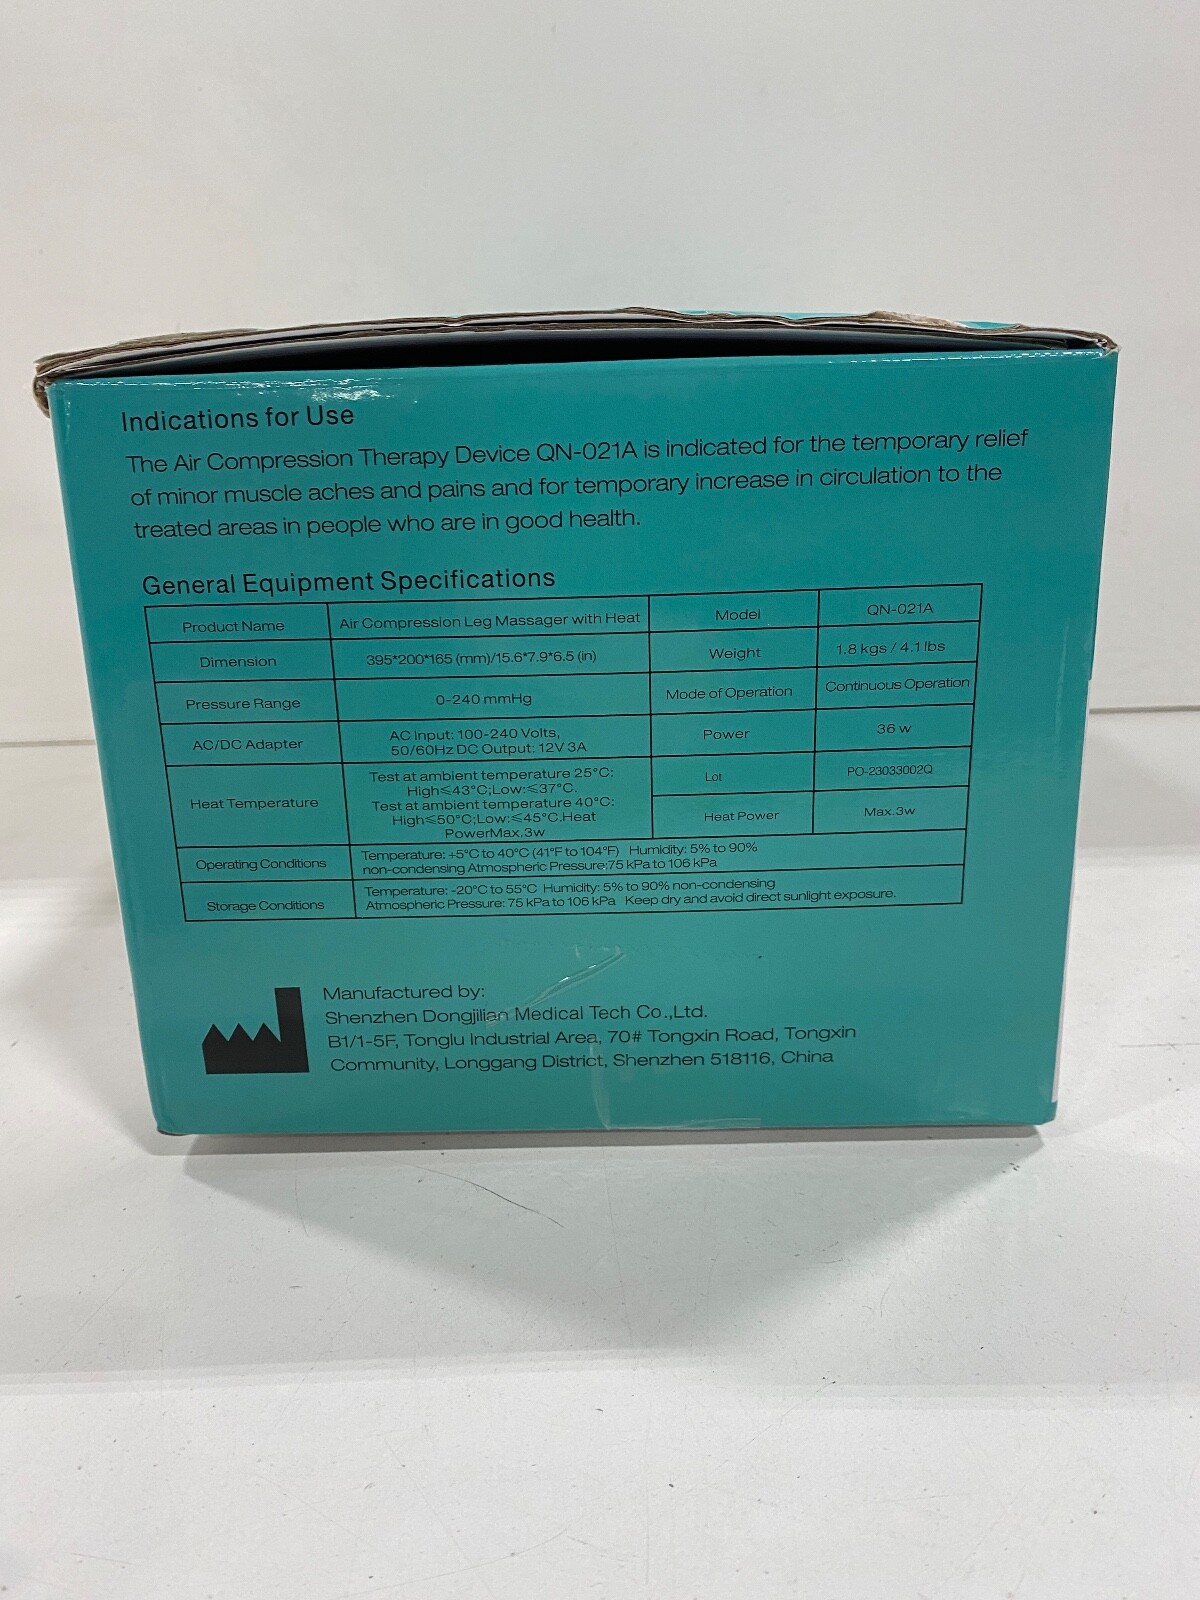 Indications for Use
The Air Compression Therapy Device QN-021A is indicated for the temporary relief
of minor muscle aches and pains and for temporary increase in circulation to the
treated areas in people who are in good health.
General Equipment Specifications
Product Name Air Compression Leg Massager with Heat Model QN-021A
Dimension 395*200*165 (mm)/15.6*7.9*6.5 (in) Weight 1.8 kgs / 4.1 lbs
Pressure Range 0-240 mmHg Mode of Operation Continuous Operation
AC/DC Adapter AC Input: 100-240 Volts,
50/60Hz DC Output: 12V 3A Power 36 w
Heat Temperature Test at ambient temperature 25°C:
High≤43°C;Low:≤37°C.
Test at ambient temperature 40°C:
High≤50°C;Low:≤45°C.Heat
PowerMax.3w
Lot PO-23033002Q
Heat Power Max.3w
Operating Conditions Temperature: +5°C to 40°C (41°F to 104°F) Humidity: 5% to 90%
non-condensing Atmospheric Pressure:75 kPa to 106 kPa
Storage Conditions Temperature: -20°C to 55°C Humidity: 5% to 90% non-condensing
Atmospheric Pressure: 75 kPa to 106 kPa Keep dry and avoid direct sunlight exposure.
Manufactured by:
Shenzhen Dongjilian Medical Tech Co.,Ltd.
B1/1-5F, Tonglu Industrial Area, 70# Tongxin Road, Tongxin
Community, Longgang District, Shenzhen 518116, China